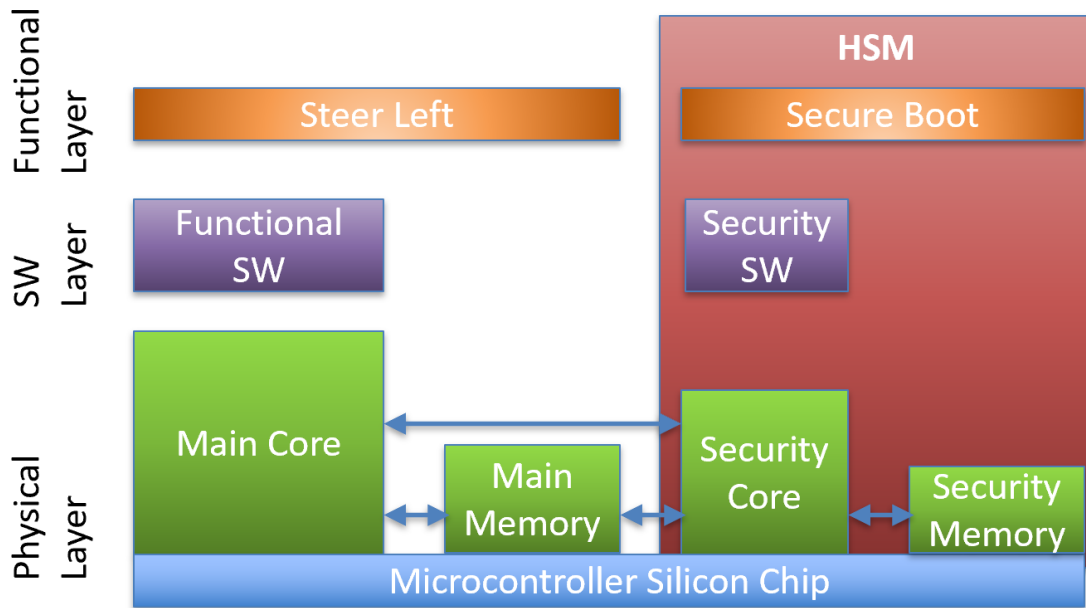 Functional
Layer
HSM
Steer Left
Secure Boot
SW
Layer
Functional
SW
Security
SW
Physical
Layer
Main Core
Main
Memory
Security
Core
Security
Memory
Microcontroller Silicon Chip